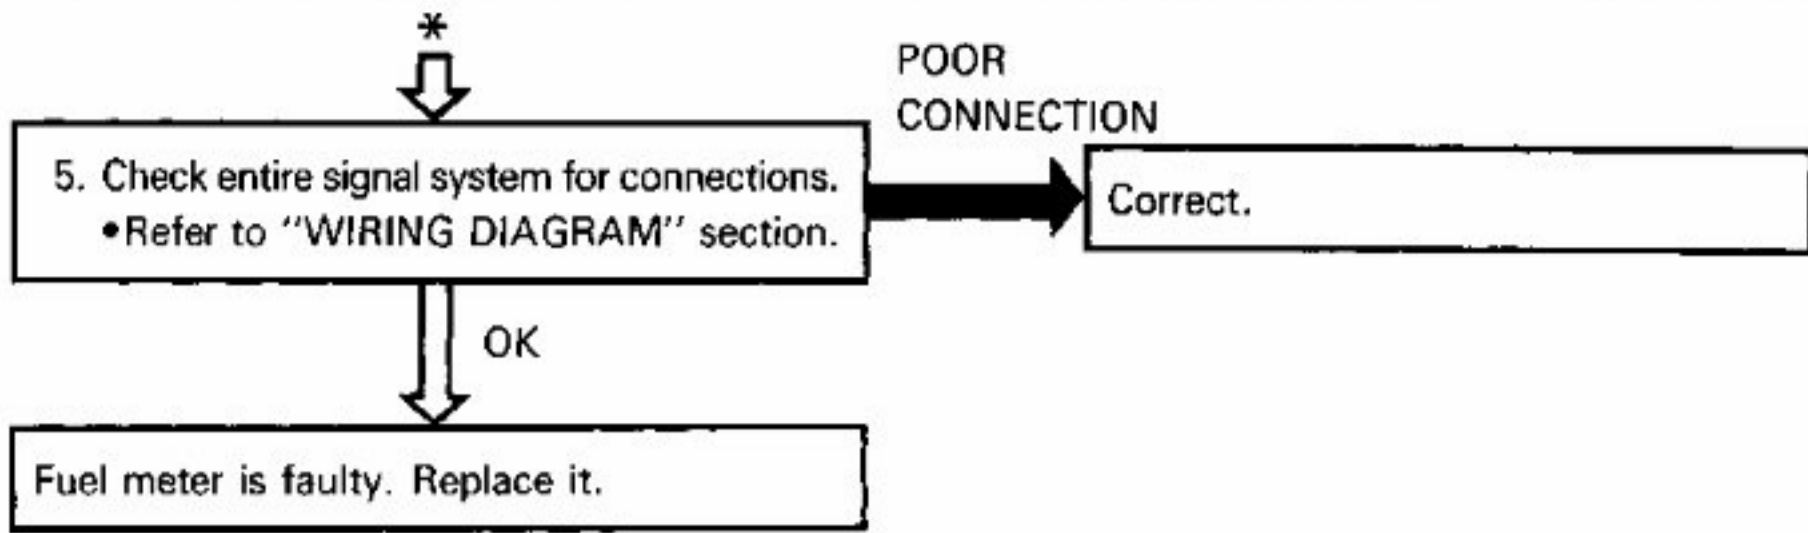 *
POOR
CONNECTION
5. Check entire signal system for connections.
•Refer to "WIRING DIAGRAM" section.
Correct.
OK
Fuel meter is faulty. Replace it.